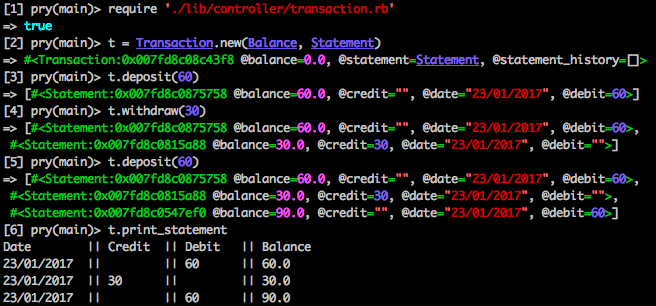 [1] pry(main)> require './lib/controller/transaction.rb'
=> true
[2] pry(main)> t = Transaction.new(Balance, Statement)
=> #<Transaction:0x007fd8c08c43f8 @balance=0.0, @statement=Statement, @statement_history=[]>
[3] pry(main)> t.deposit(60)
=> [#<Statement:0x007fd8c0875758 @balance=60.0, @credit="", @date="23/01/2017", @debit=60>]
[4] pry(main)> t.withdraw(30)
=> [#<Statement:0x007fd8c0875758 @balance=60.0, @credit="", @date="23/01/2017", @debit=60>,
#<Statement:0x007fd8c0815a88 @balance=30.0, @credit=30, @date="23/01/2017", @debit="">]
[5] pry(main)> t.deposit(60)
=> [#<Statement:0x007fd8c0875758 @balance=60.0, @credit="", @date="23/01/2017", @debit=60>,
#<Statement:0x007fd8c0815a88 @balance=30.0, @credit=30, @date="23/01/2017", @debit="">,
#<Statement:0x007fd8c0547ef0 @balance=90.0, @credit="", @date="23/01/2017", @debit=60>]
[6] pry(main)> t.print_statement
Date || Credit || Debit || Balance
23/01/2017 || || 60 || 60.0
23/01/2017 || 30 || || 30.0
23/01/2017 || || 60 || 90.0